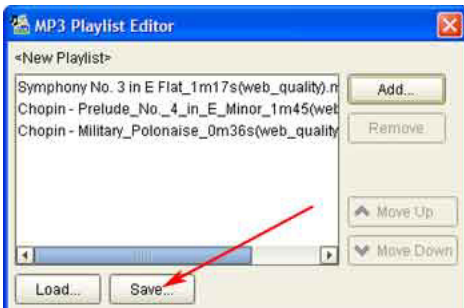 MP3 Playlist Editor
<New Playlist>
Symphony No. 3 in E Flat_1m17s(web_quality).m
Chopin - Prelude_No._4_in_E_Minor_1m45(web
Chopin - Military_Polonaise_0m36s(web_quality
Add...
Remove
Move Up
Move Down
Load...
Save...